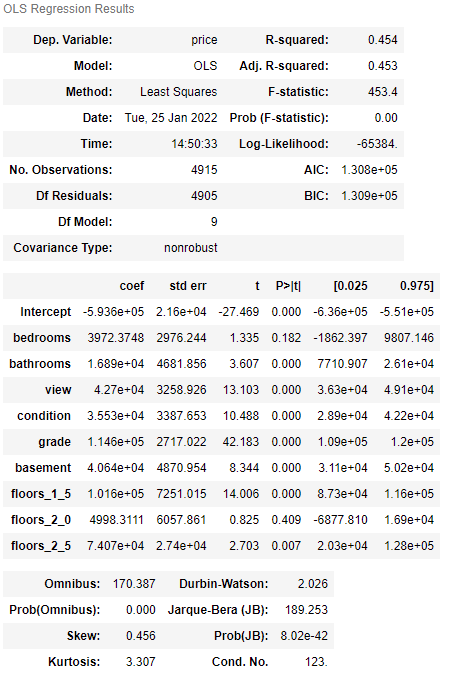 OLS Regression Results
Dep. Variable: price R-squared: 0.454
Model: OLS Adj. R-squared: 0.453
Method: Least Squares F-statistic: 453.4
Date: Tue, 25 Jan 2022 Prob (F-statistic): 0.00
Time: 14:50:33 Log-Likelihood: -65384.
No. Observations: 4915 AIC: 1.308e+05
Df Residuals: 4905 BIC: 1.309e+05
Df Model: 9
Covariance Type: nonrobust
coef std err t P>|t| [0.025 0.975]
Intercept -5.936e+05 2.16e+04 -27.469 0.000 -6.36e+05 -5.51e+05
bedrooms 3972.3748 2976.244 1.335 0.182 -1862.397 9807.146
bathrooms 1.689e+04 4681.856 3.607 0.000 7710.907 2.61e+04
view 4.27e+04 3258.926 13.103 0.000 3.63e+04 4.91e+04
condition 3.553e+04 3387.653 10.488 0.000 2.89e+04 4.22e+04
grade 1.146e+05 2717.022 42.183 0.000 1.09e+05 1.2e+05
basement 4.064e+04 4870.954 8.344 0.000 3.11e+04 5.02e+04
floors_1_5 1.016e+05 7251.015 14.006 0.000 8.73e+04 1.16e+05
floors_2_0 4998.3111 6057.861 0.825 0.409 -6877.810 1.69e+04
floors_2_5 7.407e+04 2.74e+04 2.703 0.007 2.03e+04 1.28e+05
Omnibus: 170.387 Durbin-Watson: 2.026
Prob(Omnibus): 0.000 Jarque-Bera (JB): 189.253
Skew: 0.456 Prob(JB): 8.02e-42
Kurtosis: 3.307 Cond. No. 123.